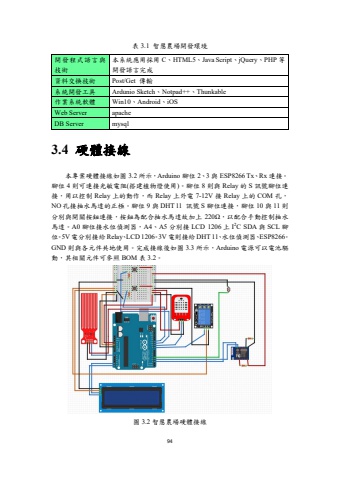 表 3.1 智慧農場開發環境
開發程式語言與技術
本系統應用採用 C、HTML5、Java Script、jQuery、PHP 等開發語言完成
資料交換技術 Post/Get 傳輸
系統開發工具 Ardunio Sketch、Notpad++、Thunkable
作業系統軟體 Win10、Android、iOS
Web Server apache
DB Server mysql
3.4 硬體接線
本專案硬體接線如圖 3.2 所示，Arduino 腳位 2、3 與 ESP8266 Tx、Rx 連接。
腳位 4 則可連接光敏電阻(搭建植物燈使用)。腳位 8 則與 Relay 的 S 訊號腳位連
接，用以控制 Relay 上的動作。而 Relay 上外電 7-12V 接 Relay 上的 COM 孔，
NO 孔接抽水馬達的正極。腳位 9 與 DHT 11 訊號 S 腳位連接，腳位 10 與 11 則
分別與開關按鈕連接，按鈕為配合抽水馬達故加上 220Ω，以配合手動控制抽水
馬達。A0 腳位接水位偵測器。A4、A5 分別接 LCD 1206 上 I²C SDA 與 SCL 腳
位。5V 電分別接給 Relay、LCD 1206。3V 電則接給 DHT 11、水位偵測器、ESP8266。
GND 則與各元件共地使用。完成接線後如圖 3.3 所示，Arduino 電源可以電池驅
動，其相關元件可參照 BOM 表 3.2。
圖 3.2 智慧農場硬體接線
94